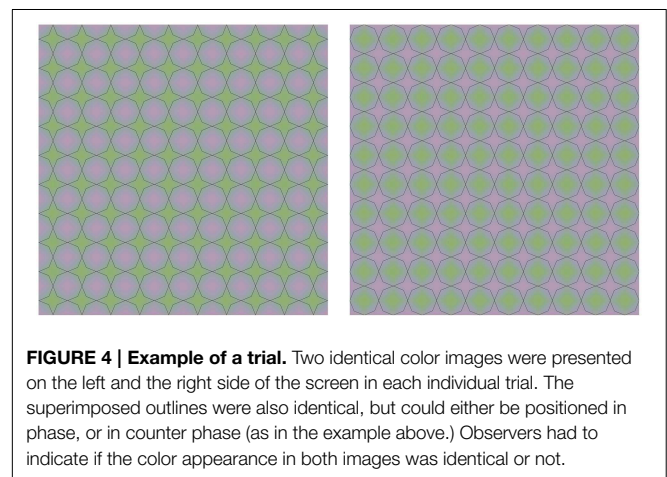 FIGURE 4 | Example of a trial. Two identical color images were presented
on the left and the right side of the screen in each individual trial. The
superimposed outlines were also identical, but could either be positioned in
phase, or in counter phase (as in the example above.) Observers had to
indicate if the color appearance in both images was identical or not.